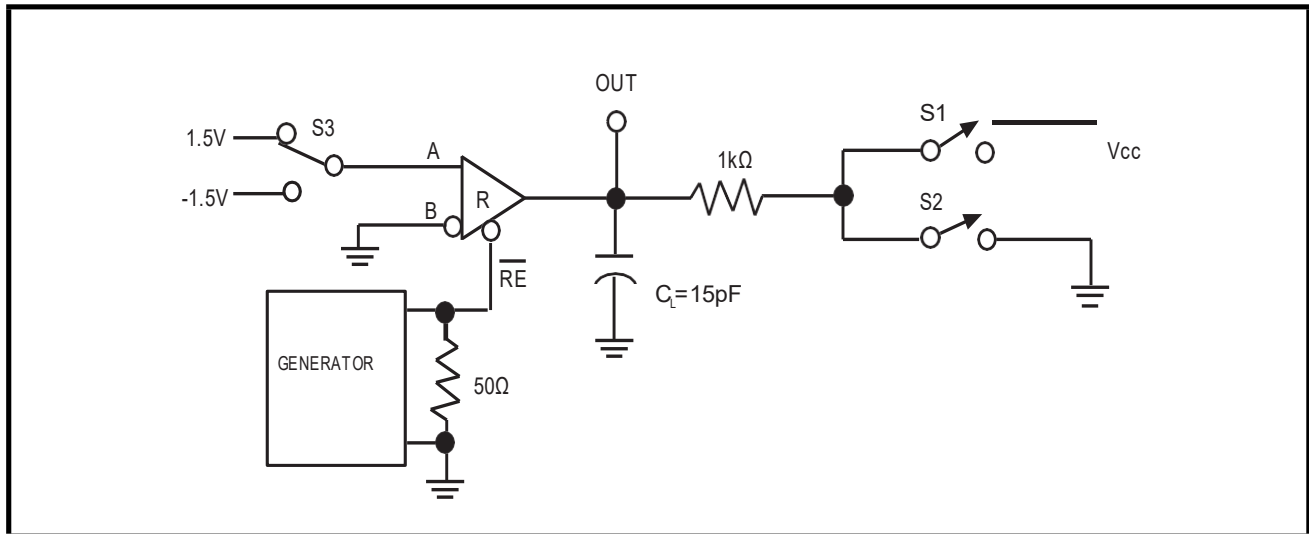 OUT
S1
1.5V
S3
A
1kΩ
Vcc
-1.5V
B
R
S2
RE
C_L=15pF
GENERATOR
50Ω